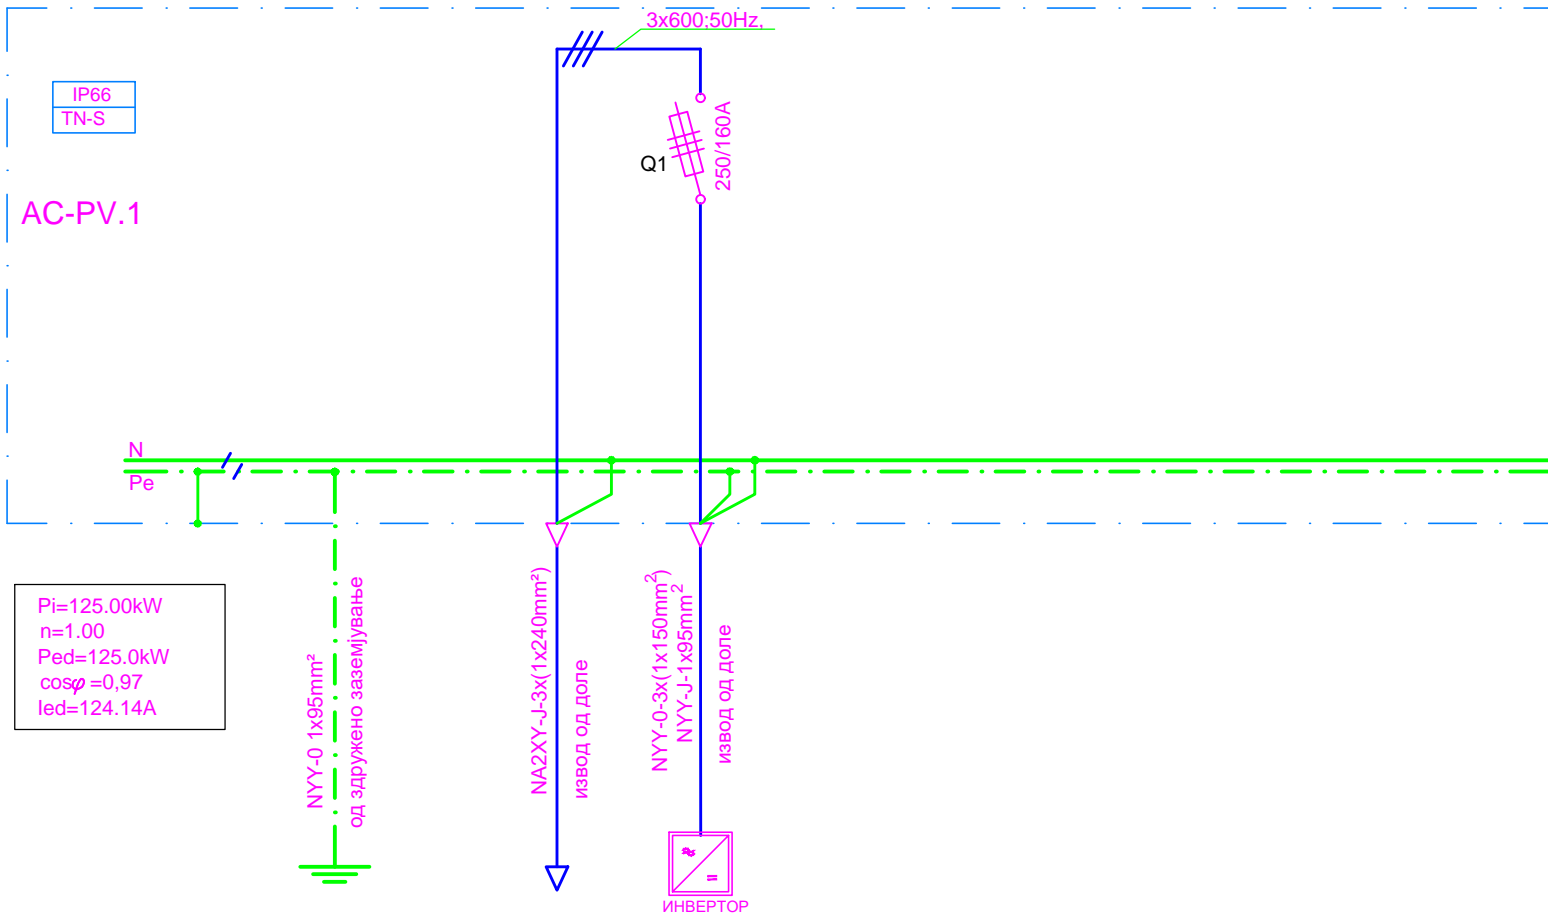 3x600;50Hz,
IP66
TN-S
AC-PV.1
Q1
250/160A
N
Pe
Pi=125.00kW
n=1.00
Ped=125.0kW
cosφ =0,97
Ied=124.14A
NYY-0 1x95mm²
од здружено заземјување
NA2XY-J-3x(1x240mm²)
извод од доле
NYY-0-3x(1x150mm²)
NYY-J-1x95mm²
извод од доле
ИНВЕРТОР